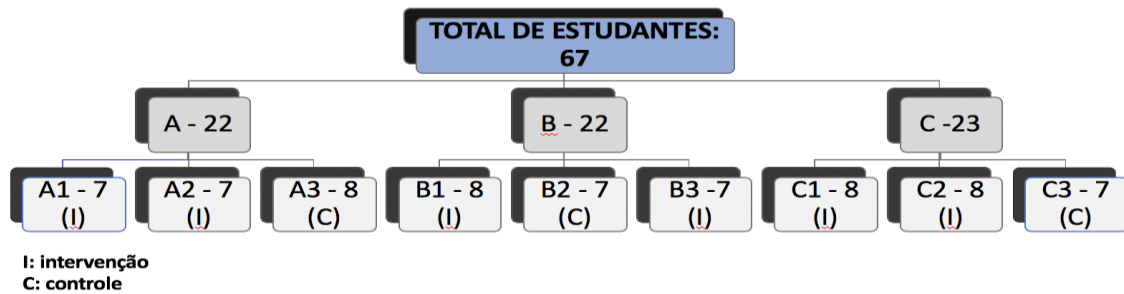 TOTAL DE ESTUDANTES:
67
A - 22
B - 22
C -23
A1 - 7
(I)
A2 - 7
(I)
A3 - 8
(C)
B1 - 8
(I)
B2 - 7
(C)
B3 -7
(I)
C1 - 8
(I)
C2 - 8
(I)
C3 - 7
(C)
I: intervenção
C: controle